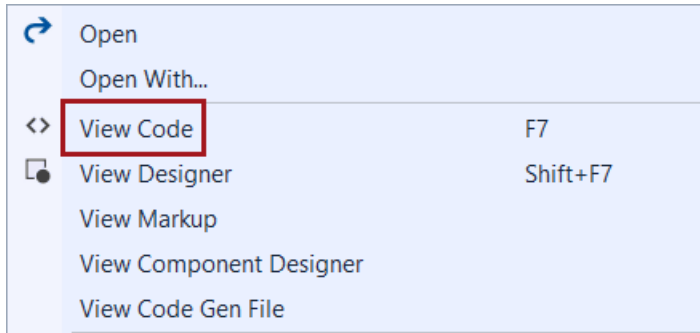 Open
Open With...
View Code F7
View Designer Shift+F7
View Markup
View Component Designer
View Code Gen File